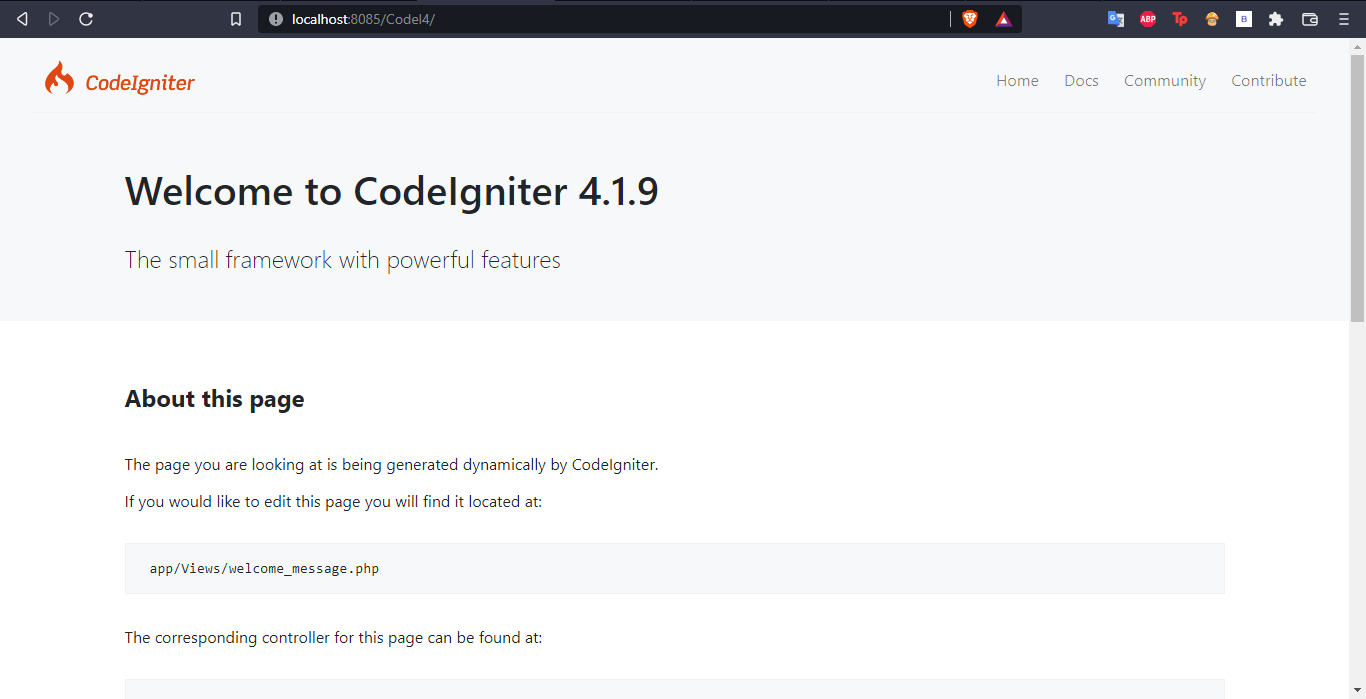 localhost:8085/CodeI4/
ABP
Tp
B
CodeIgniter
Home Docs Community Contribute
Welcome to CodeIgniter 4.1.9
The small framework with powerful features
About this page
The page you are looking at is being generated dynamically by CodeIgniter.
If you would like to edit this page you will find it located at:
app/Views/welcome_message.php
The corresponding controller for this page can be found at: